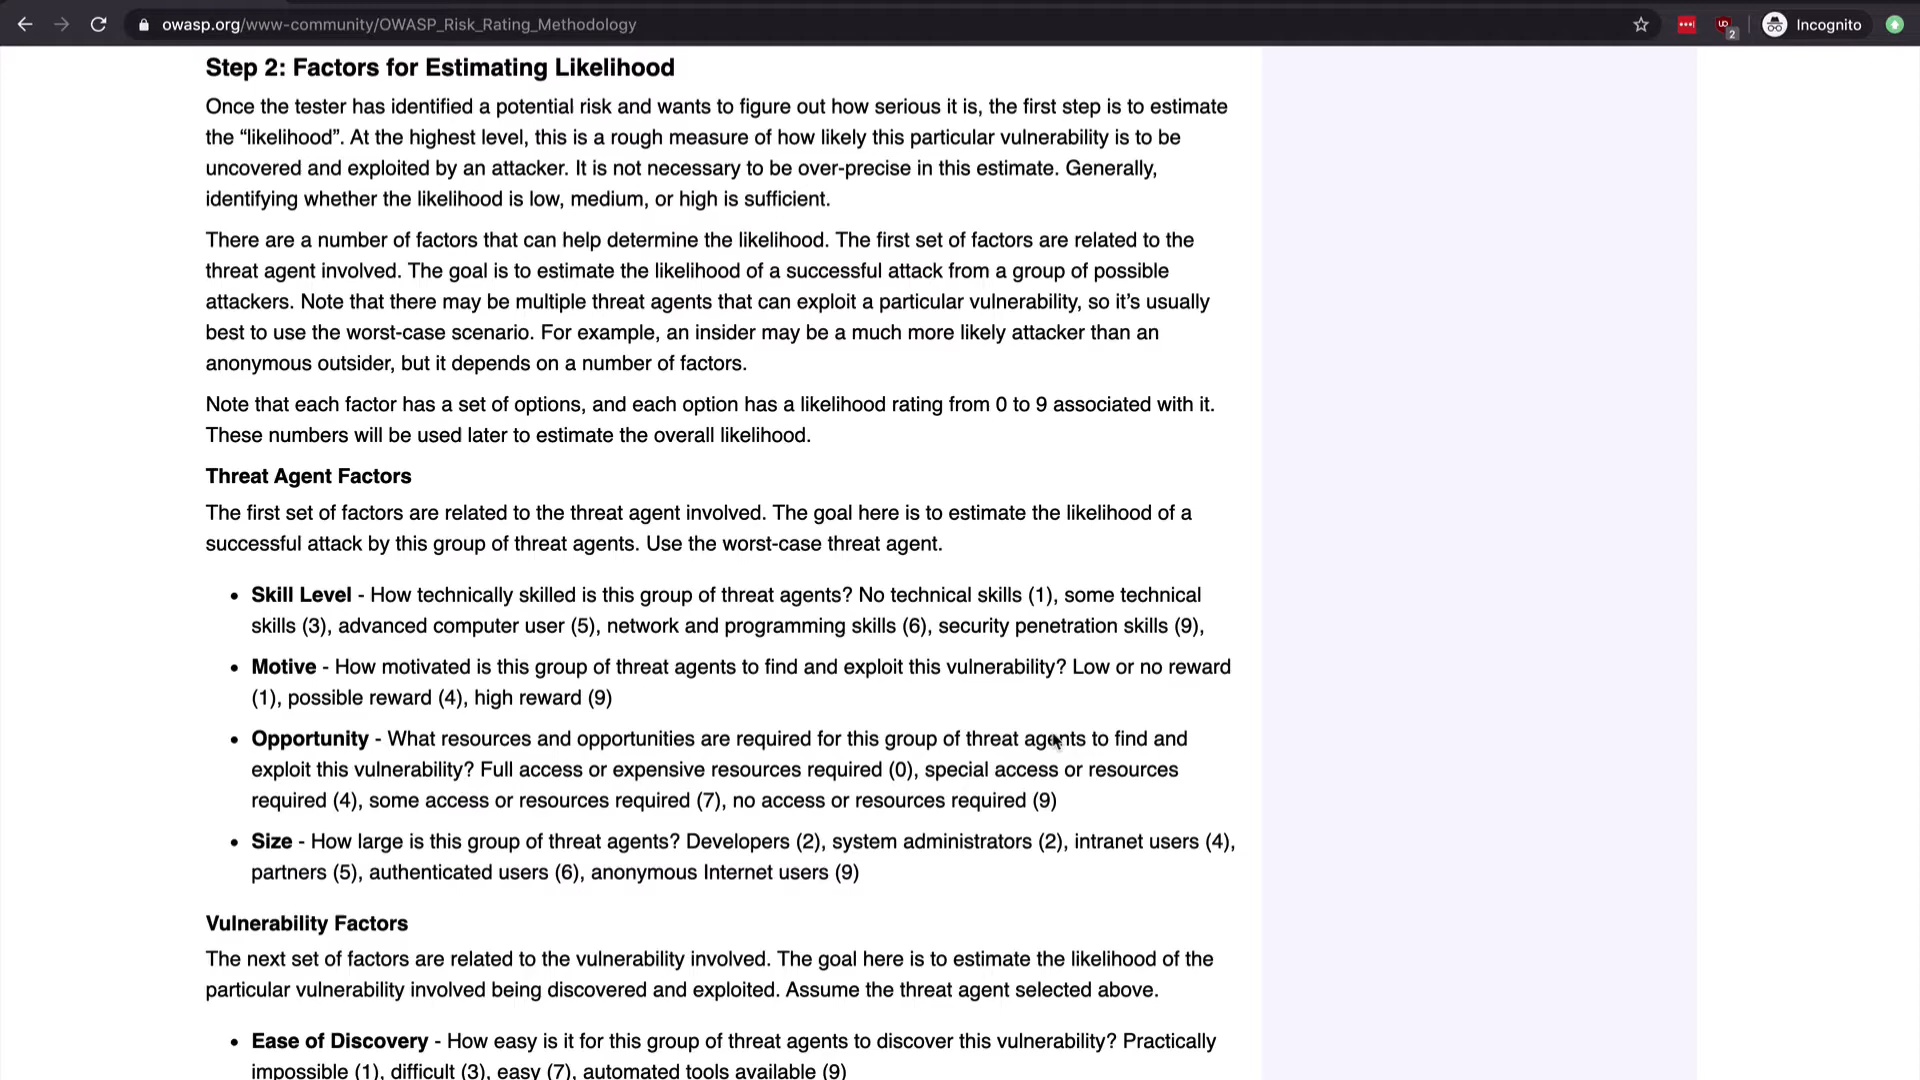 owasp.org/www-community/OWASP_Risk_Rating_Methodology
2
Incognito
Step 2: Factors for Estimating Likelihood
Once the tester has identified a potential risk and wants to figure out how serious it is, the first step is to estimate
the “likelihood”. At the highest level, this is a rough measure of how likely this particular vulnerability is to be
uncovered and exploited by an attacker. It is not necessary to be over-precise in this estimate. Generally,
identifying whether the likelihood is low, medium, or high is sufficient.
There are a number of factors that can help determine the likelihood. The first set of factors are related to the
threat agent involved. The goal is to estimate the likelihood of a successful attack from a group of possible
attackers. Note that there may be multiple threat agents that can exploit a particular vulnerability, so it’s usually
best to use the worst-case scenario. For example, an insider may be a much more likely attacker than an
anonymous outsider, but it depends on a number of factors.
Note that each factor has a set of options, and each option has a likelihood rating from 0 to 9 associated with it.
These numbers will be used later to estimate the overall likelihood.
Threat Agent Factors
The first set of factors are related to the threat agent involved. The goal here is to estimate the likelihood of a
successful attack by this group of threat agents. Use the worst-case threat agent.
• Skill Level - How technically skilled is this group of threat agents? No technical skills (1), some technical
skills (3), advanced computer user (5), network and programming skills (6), security penetration skills (9),
• Motive - How motivated is this group of threat agents to find and exploit this vulnerability? Low or no reward
(1), possible reward (4), high reward (9)
• Opportunity - What resources and opportunities are required for this group of threat agents to find and
exploit this vulnerability? Full access or expensive resources required (0), special access or resources
required (4), some access or resources required (7), no access or resources required (9)
• Size - How large is this group of threat agents? Developers (2), system administrators (2), intranet users (4),
partners (5), authenticated users (6), anonymous Internet users (9)
Vulnerability Factors
The next set of factors are related to the vulnerability involved. The goal here is to estimate the likelihood of the
particular vulnerability involved being discovered and exploited. Assume the threat agent selected above.
• Ease of Discovery - How easy is it for this group of threat agents to discover this vulnerability? Practically
impossible (1), difficult (3), easy (7), automated tools available (9)